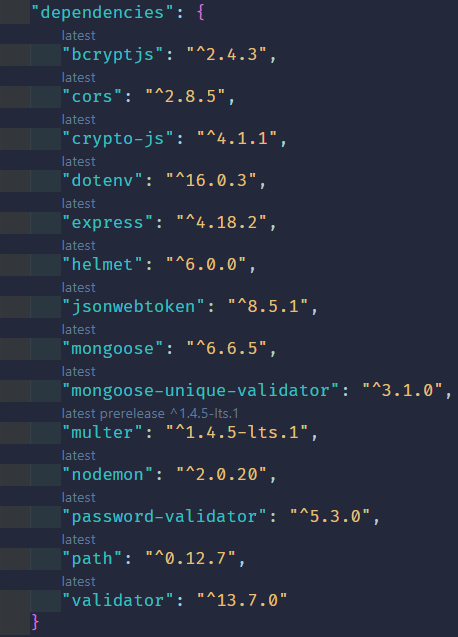 "dependencies": {
latest
"bcryptjs": "^2.4.3",
latest
"cors": "^2.8.5",
latest
"crypto-js": "^4.1.1",
latest
"dotenv": "^16.0.3",
latest
"express": "^4.18.2",
latest
"helmet": "^6.0.0",
latest
"jsonwebtoken": "^8.5.1",
latest
"mongoose": "^6.6.5",
latest
"mongoose-unique-validator": "^3.1.0",
latest prerelease ^1.4.5-lts.1
"multer": "^1.4.5-lts.1",
latest
"nodemon": "^2.0.20",
latest
"password-validator": "^5.3.0",
latest
"path": "^0.12.7",
latest
"validator": "^13.7.0"
}